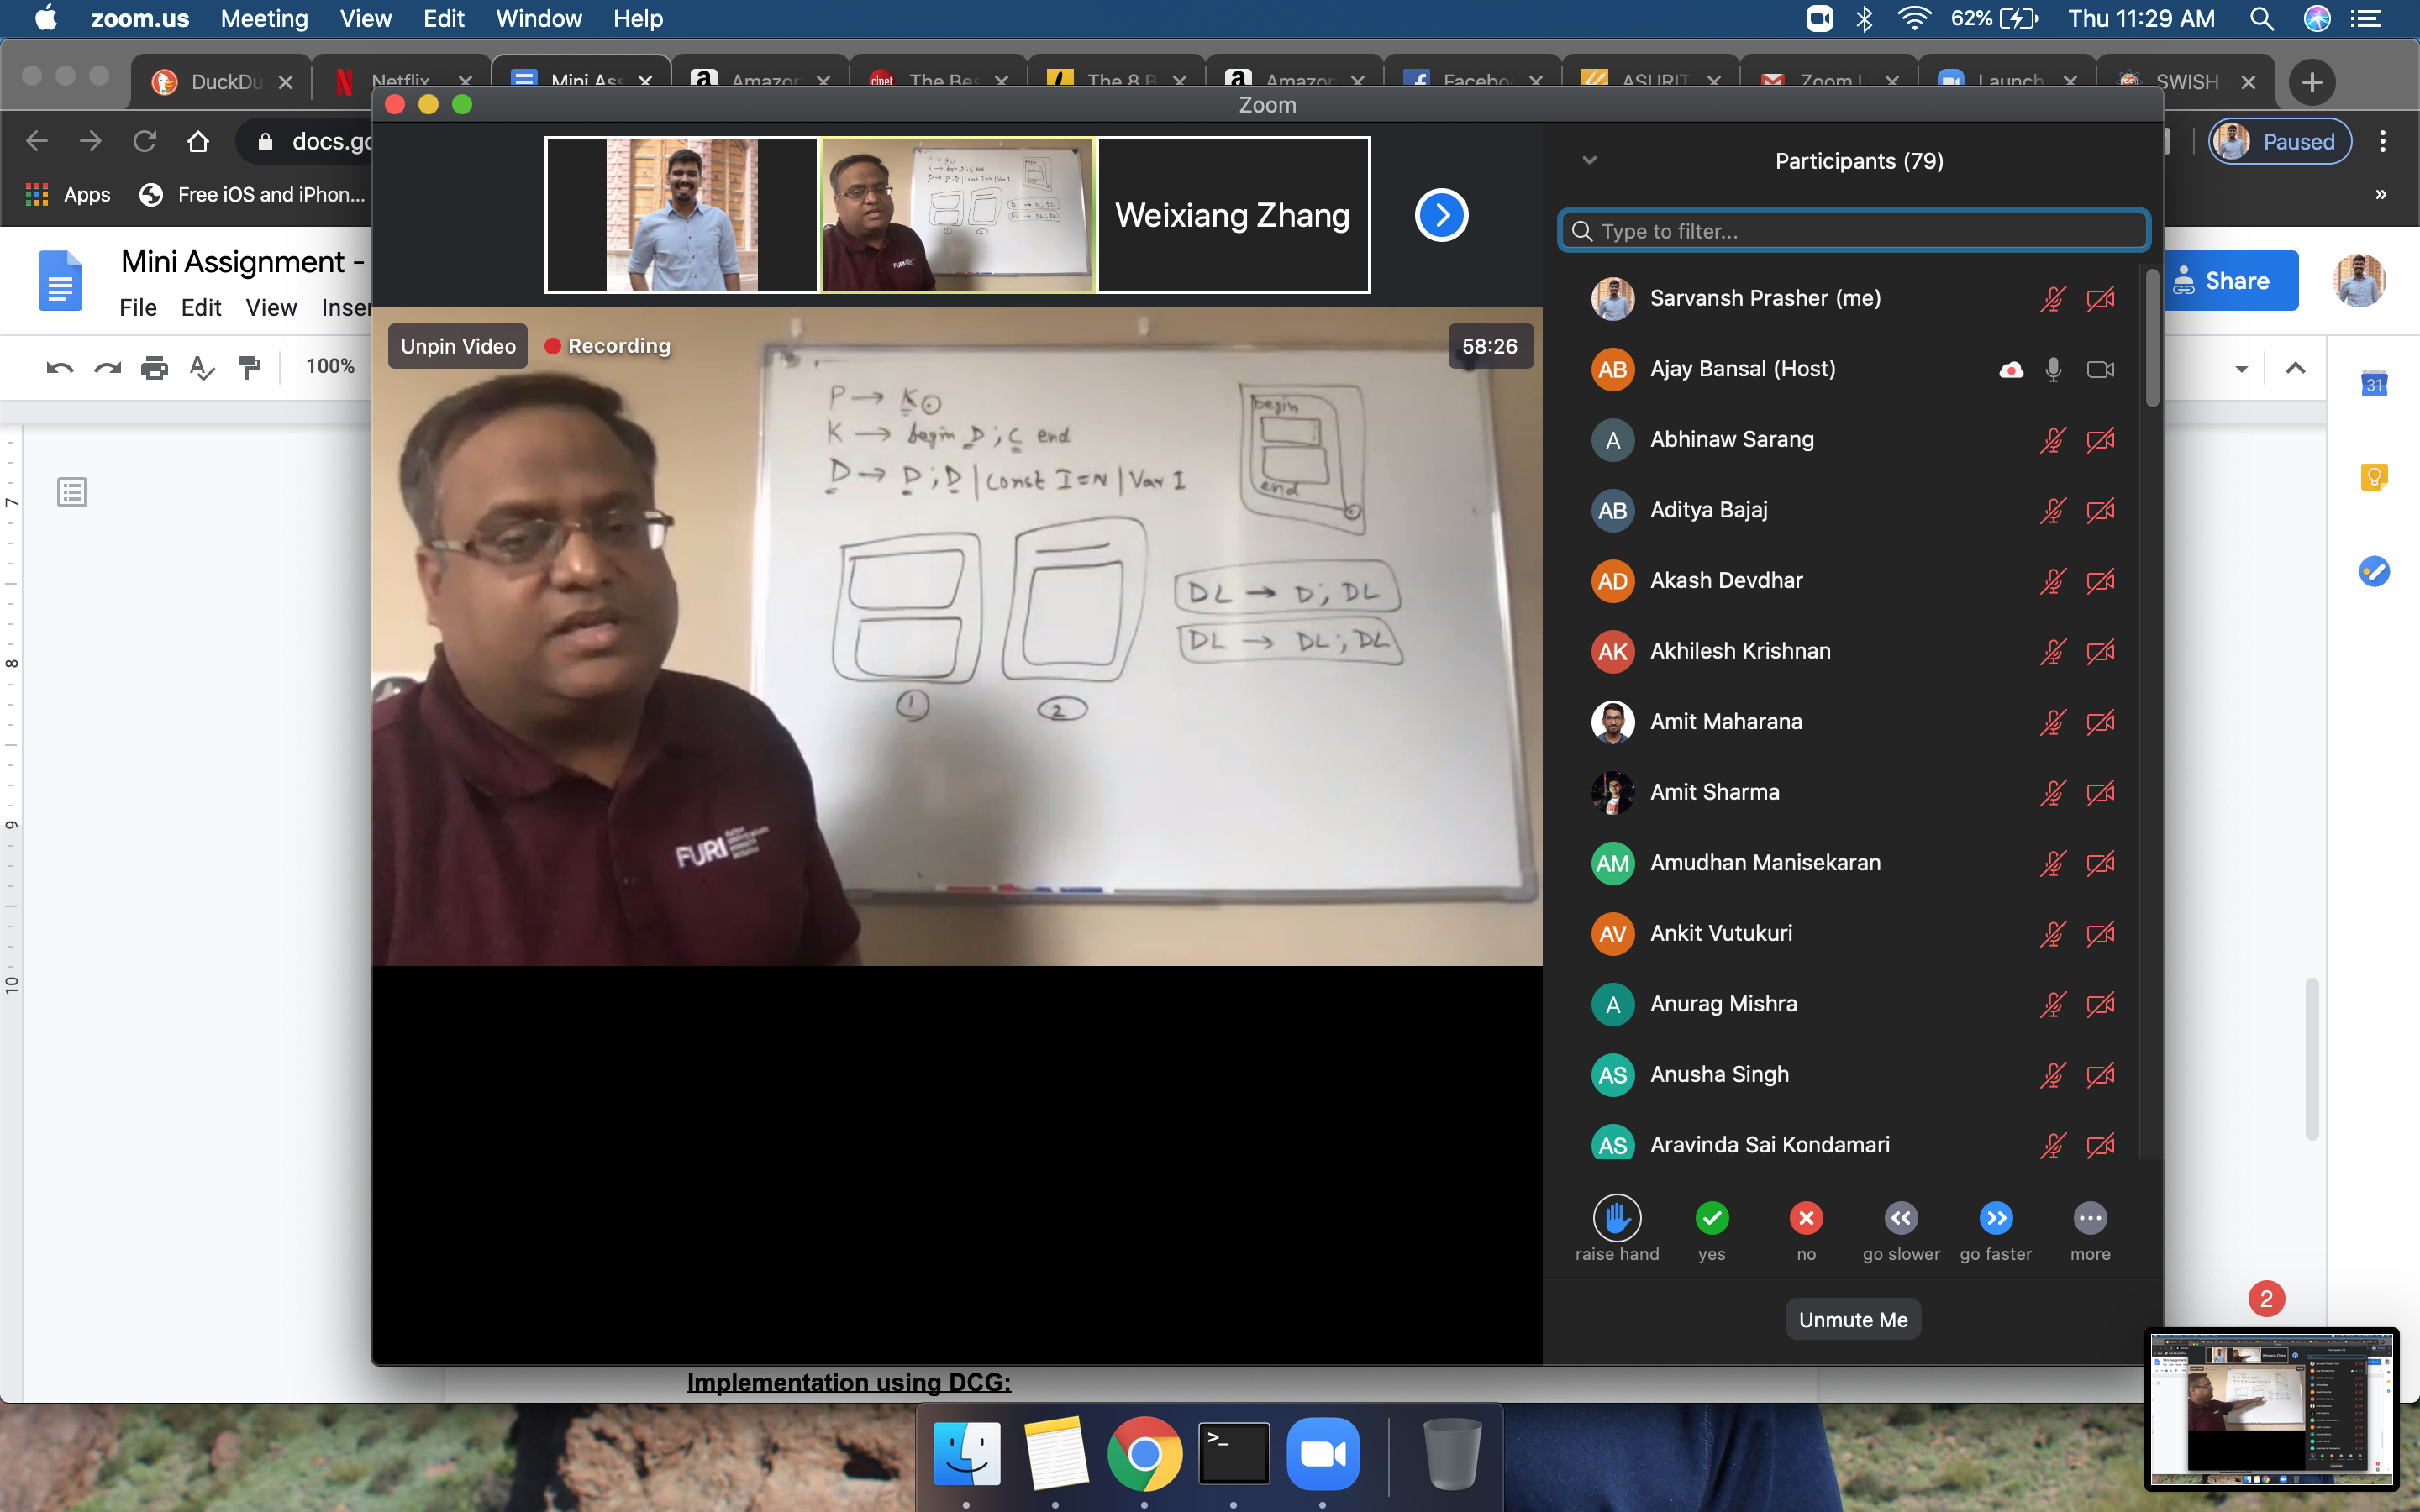 zoom.us Meeting View Edit Window Help 62% Thu 11:29 AM
DuckDu Netflix Mini Ass Amazon The Bes The 8 B Amazon Facebo ASURIT Zoom Launch SWISH
Zoom
docs.go Paused
Apps Free iOS and iPhon... »
Mini Assignment -
File Edit View Inser
Share
100%
31
7
8
9
10
Weixiang Zhang
Unpin Video Recording 58:26
P → K⊙
K → begin D ; C end
D → D ; D | Const I = N | Var I
begin
end
DL → D ; DL
DL → DL ; DL
1 2
FURI
Participants (79)
Type to filter...
Sarvansh Prasher (me)
AB Ajay Bansal (Host)
A Abhinaw Sarang
AB Aditya Bajaj
AD Akash Devdhar
AK Akhilesh Krishnan
Amit Maharana
Amit Sharma
AM Amudhan Manisekaran
AV Ankit Vutukuri
A Anurag Mishra
AS Anusha Singh
AS Aravinda Sai Kondamari
raise hand yes no go slower go faster more
Unmute Me
2
Implementation using DCG: